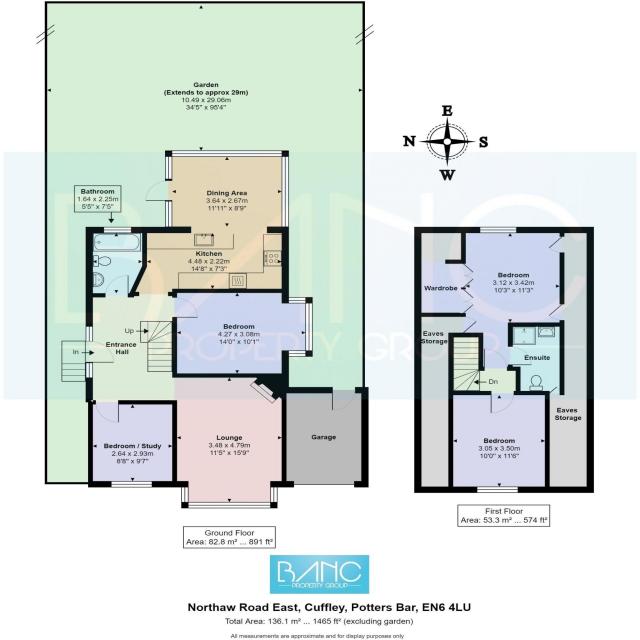 Garden
(Extends to approx 29m)
10.49 x 29.06m
34'5" x 95'4"
E
N
S
W
Bathroom
1.64 x 2.25m
5'5" x 7'5"
Dining Area
3.64 x 2.67m
11'11" x 8'9"
Kitchen
4.48 x 2.22m
14'8" x 7'3"
Bedroom
4.27 x 3.08m
14'0" x 10'1"
Up
In
Entrance
Hall
Bedroom / Study
2.64 x 2.93m
8'8" x 9'7"
Lounge
3.48 x 4.79m
11'5" x 15'9"
Garage
Ground Floor
Area: 82.8 m² ... 891 ft²
Bedroom
3.12 x 3.42m
10'3" x 11'3"
Wardrobe
Eaves
Storage
Ensuite
Dn
Eaves
Storage
Bedroom
3.05 x 3.50m
10'0" x 11'6"
First Floor
Area: 53.3 m² ... 574 ft²
BANC
PROPERTY GROUP
BANC
PROPERTY GROUP
Northaw Road East, Cuffley, Potters Bar, EN6 4LU
Total Area: 136.1 m² ... 1465 ft² (excluding garden)
All measurements are approximate and for display purposes only